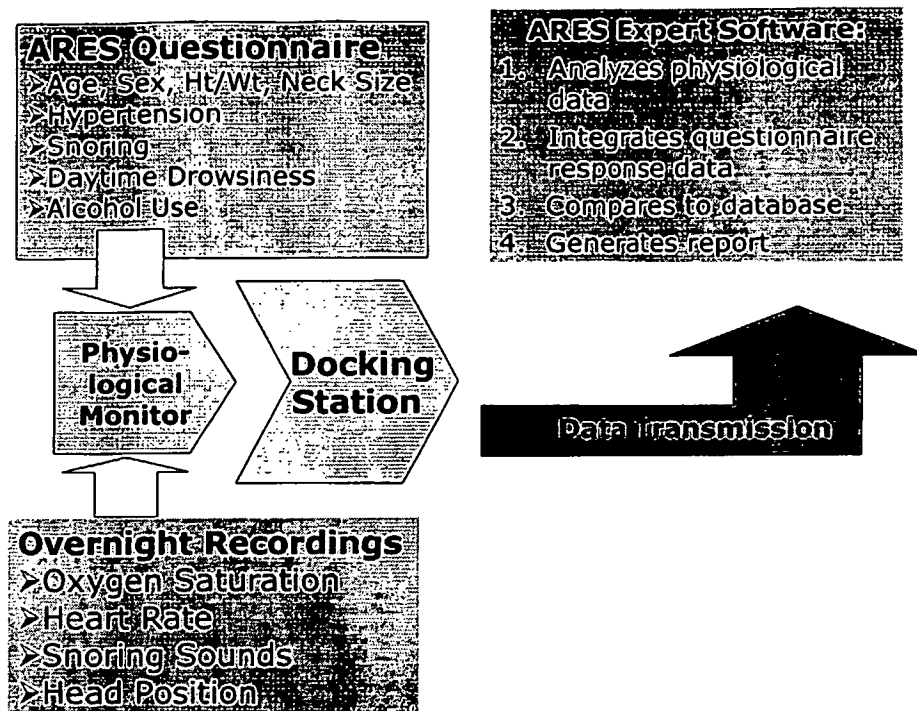 ARES Questionnaire
➢Age, Sex, Ht/Wt, Neck Size
➢Hypertension
➢Snoring
➢Daytime Drowsiness
➢Alcohol Use
ARES Expert Software:
1. Analyzes physiological
data
2. Integrates questionnaire
response data
3. Compares to database
4. Generates report
Physio-
logical
Monitor
Docking
Station
Data Transmission
Overnight Recordings
➢Oxygen Saturation
➢Heart Rate
➢Snoring Sounds
➢Head Position